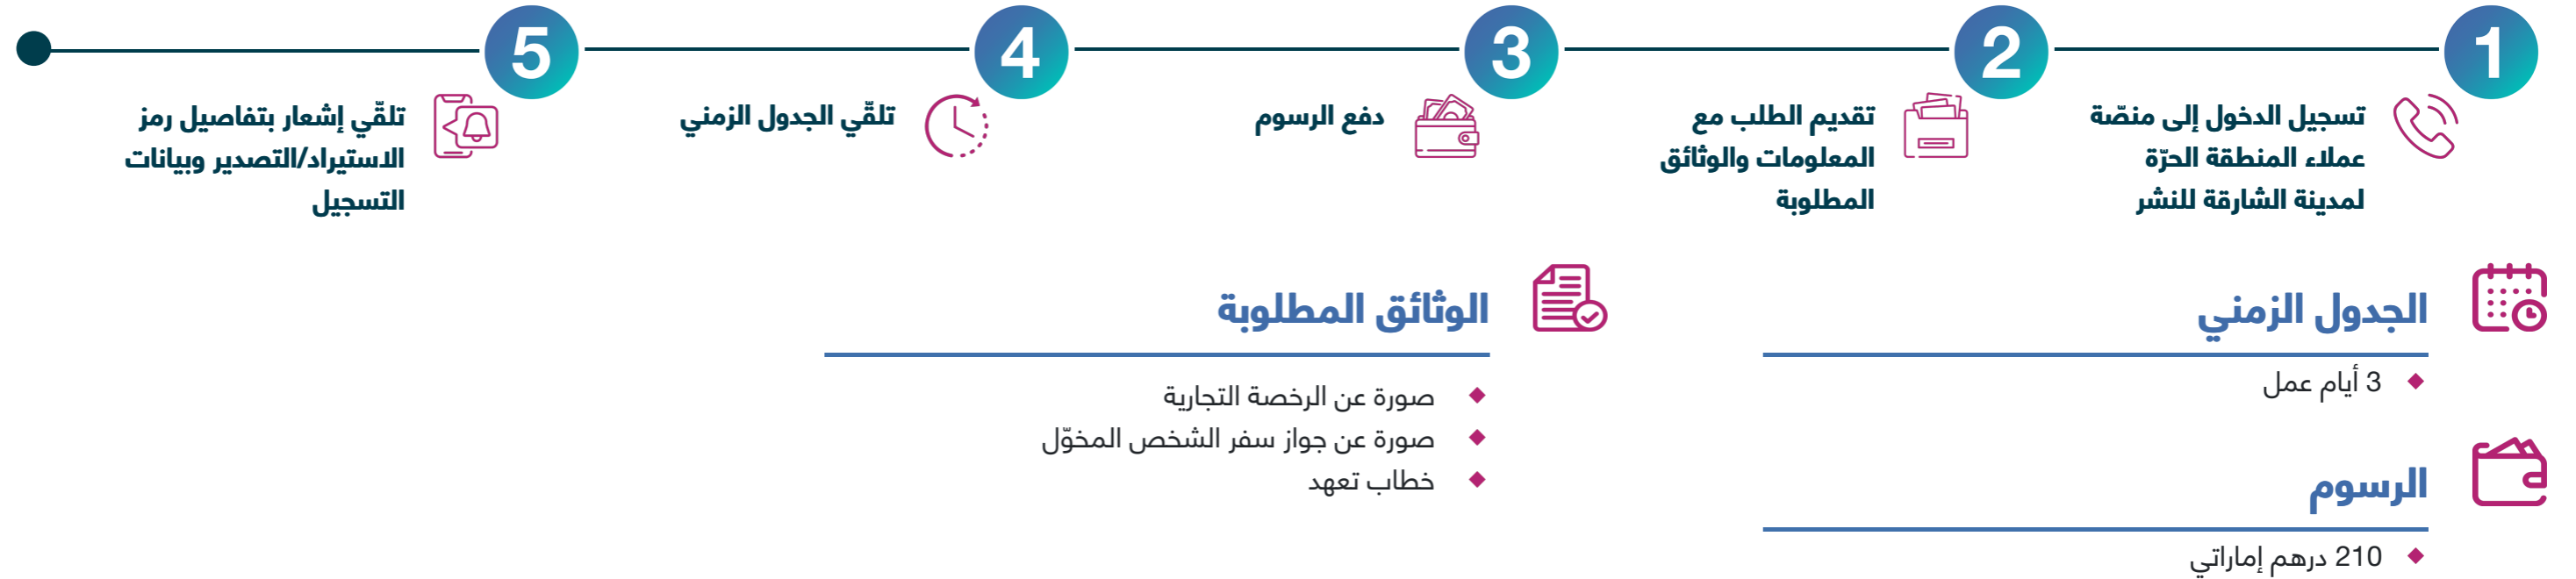 1
تسجيل الدخول إلى منصّة
عملاء المنطقة الحرّة
لمدينة الشارقة للنشر
2
تقديم الطلب مع
المعلومات والوثائق
المطلوبة
3
دفع الرسوم
4
تلقّي الجدول الزمني
5
تلقّي إشعار بتفاصيل رمز
الاستيراد/التصدير وبيانات
التسجيل
الجدول الزمني
3 أيام عمل
الرسوم
210 درهم إماراتي
الوثائق المطلوبة
صورة عن الرخصة التجارية
صورة عن جواز سفر الشخص المخوّل
خطاب تعهد